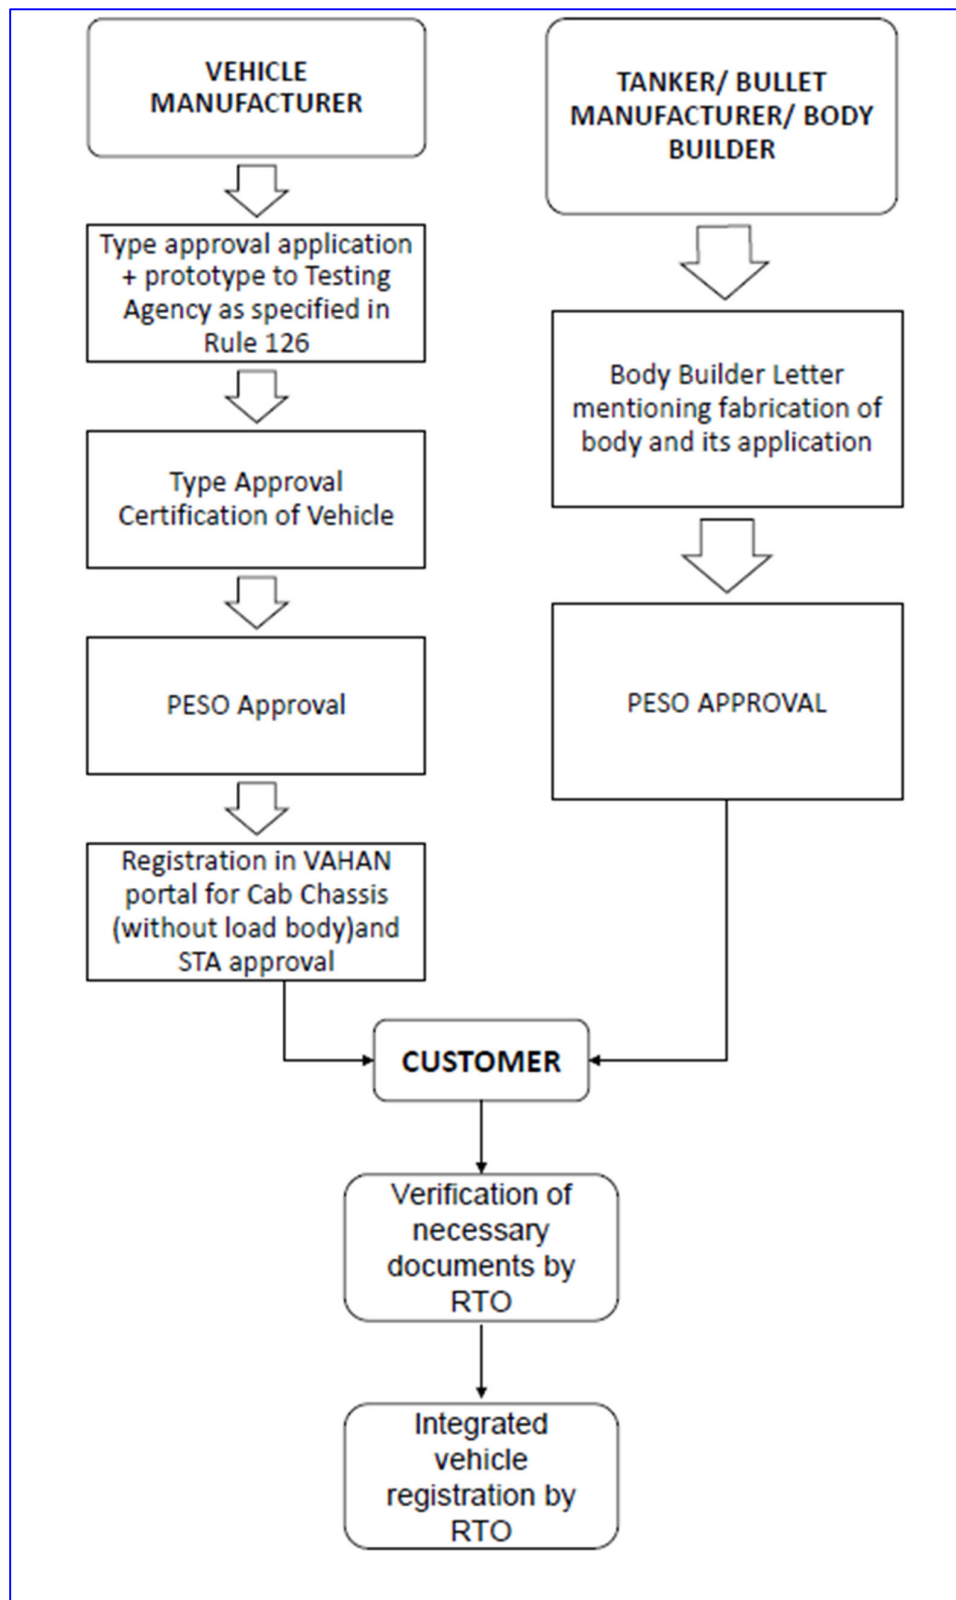 VEHICLE
MANUFACTURER
Type approval application
+ prototype to Testing
Agency as specified in
Rule 126
Type Approval
Certification of Vehicle
PESO Approval
Registration in VAHAN
portal for Cab Chassis
(without load body)and
STA approval
TANKER/ BULLET
MANUFACTURER/ BODY
BUILDER
Body Builder Letter
mentioning fabrication of
body and its application
PESO APPROVAL
CUSTOMER
Verification of
necessary
documents by
RTO
Integrated
vehicle
registration by
RTO